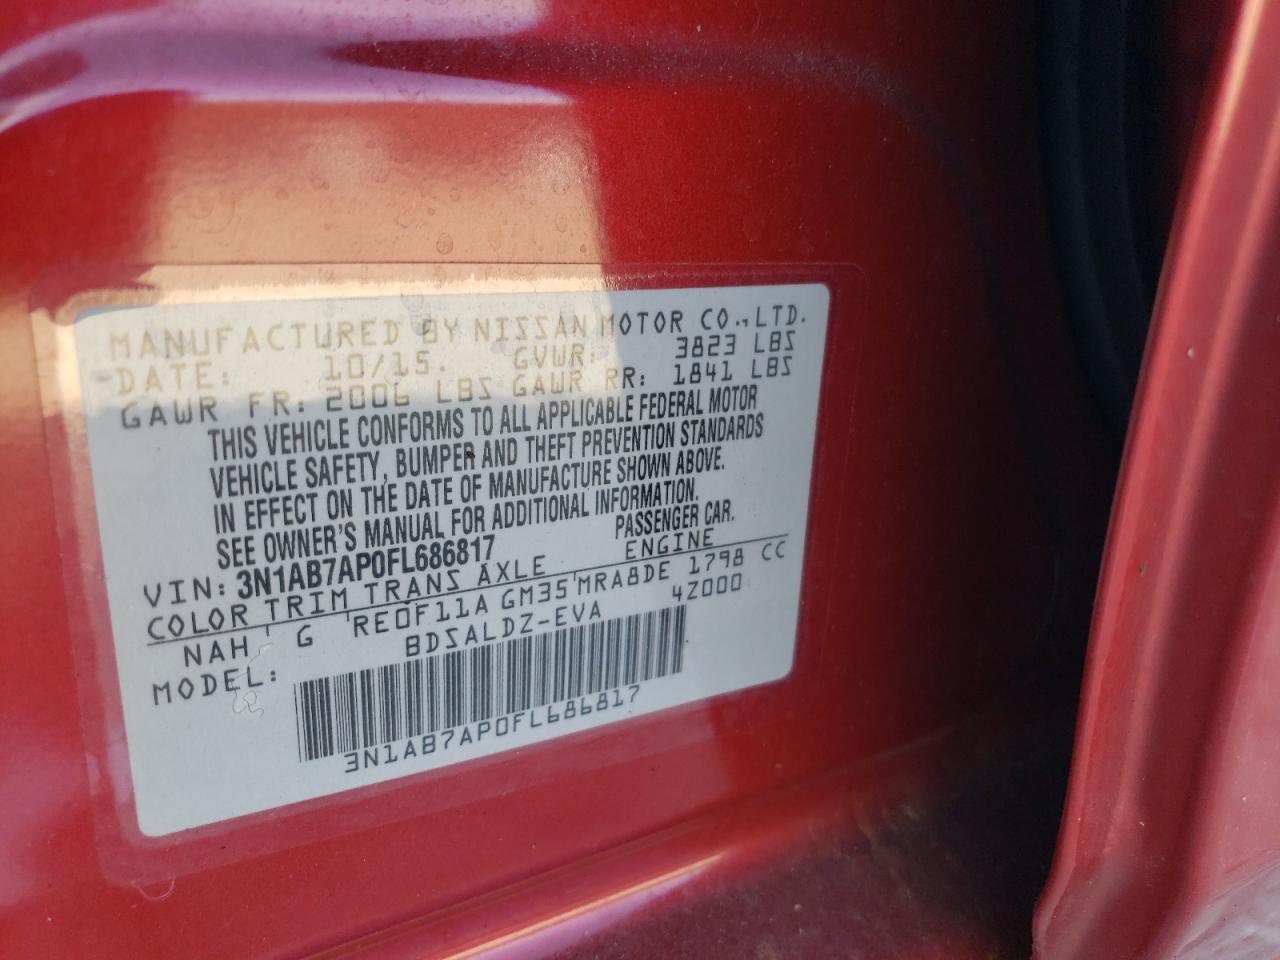 MANUFACTURED BY NISSAN MOTOR CO., LTD.
DATE: 10/15. GVWR: 3823 LBS
GAWR FR: 2006 LBS GAWR RR: 1841 LBS
THIS VEHICLE CONFORMS TO ALL APPLICABLE FEDERAL MOTOR
VEHICLE SAFETY, BUMPER AND THEFT PREVENTION STANDARDS
IN EFFECT ON THE DATE OF MANUFACTURE SHOWN ABOVE.
SEE OWNER'S MANUAL FOR ADDITIONAL INFORMATION.
VIN: 3N1AB7AP0FL686817 PASSENGER CAR.
COLOR TRIM TRANS AXLE ENGINE
NAH G RE0F11A GM35 MRA8DE 1798 CC
MODEL: BDSALDZ-EVA 4Z000
3N1AB7AP0FL686817